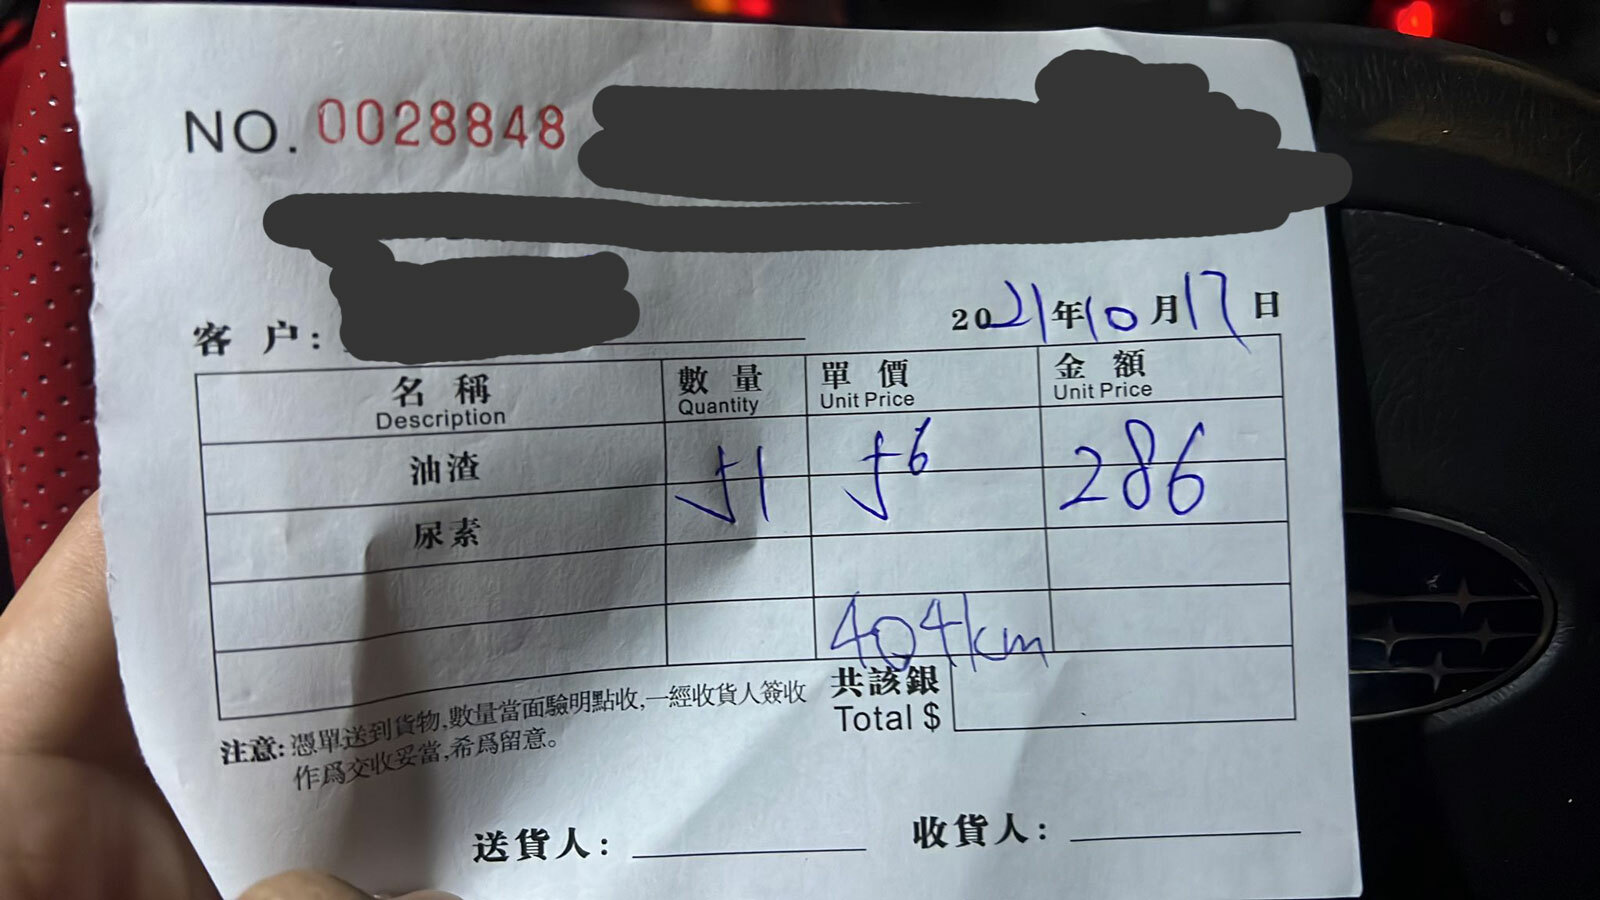 NO. 0028848
客 户:
2021年10月17日
名 稱 數 量 單 價 金 額
Description Quantity Unit Price Unit Price
油渣 51 5.6 286
尿素
404km
共該銀
Total $
注意: 憑單送到貨物,數量當面驗明點收,一經收貨人簽收
作爲交收妥當,希爲留意。
送貨人: 收貨人: